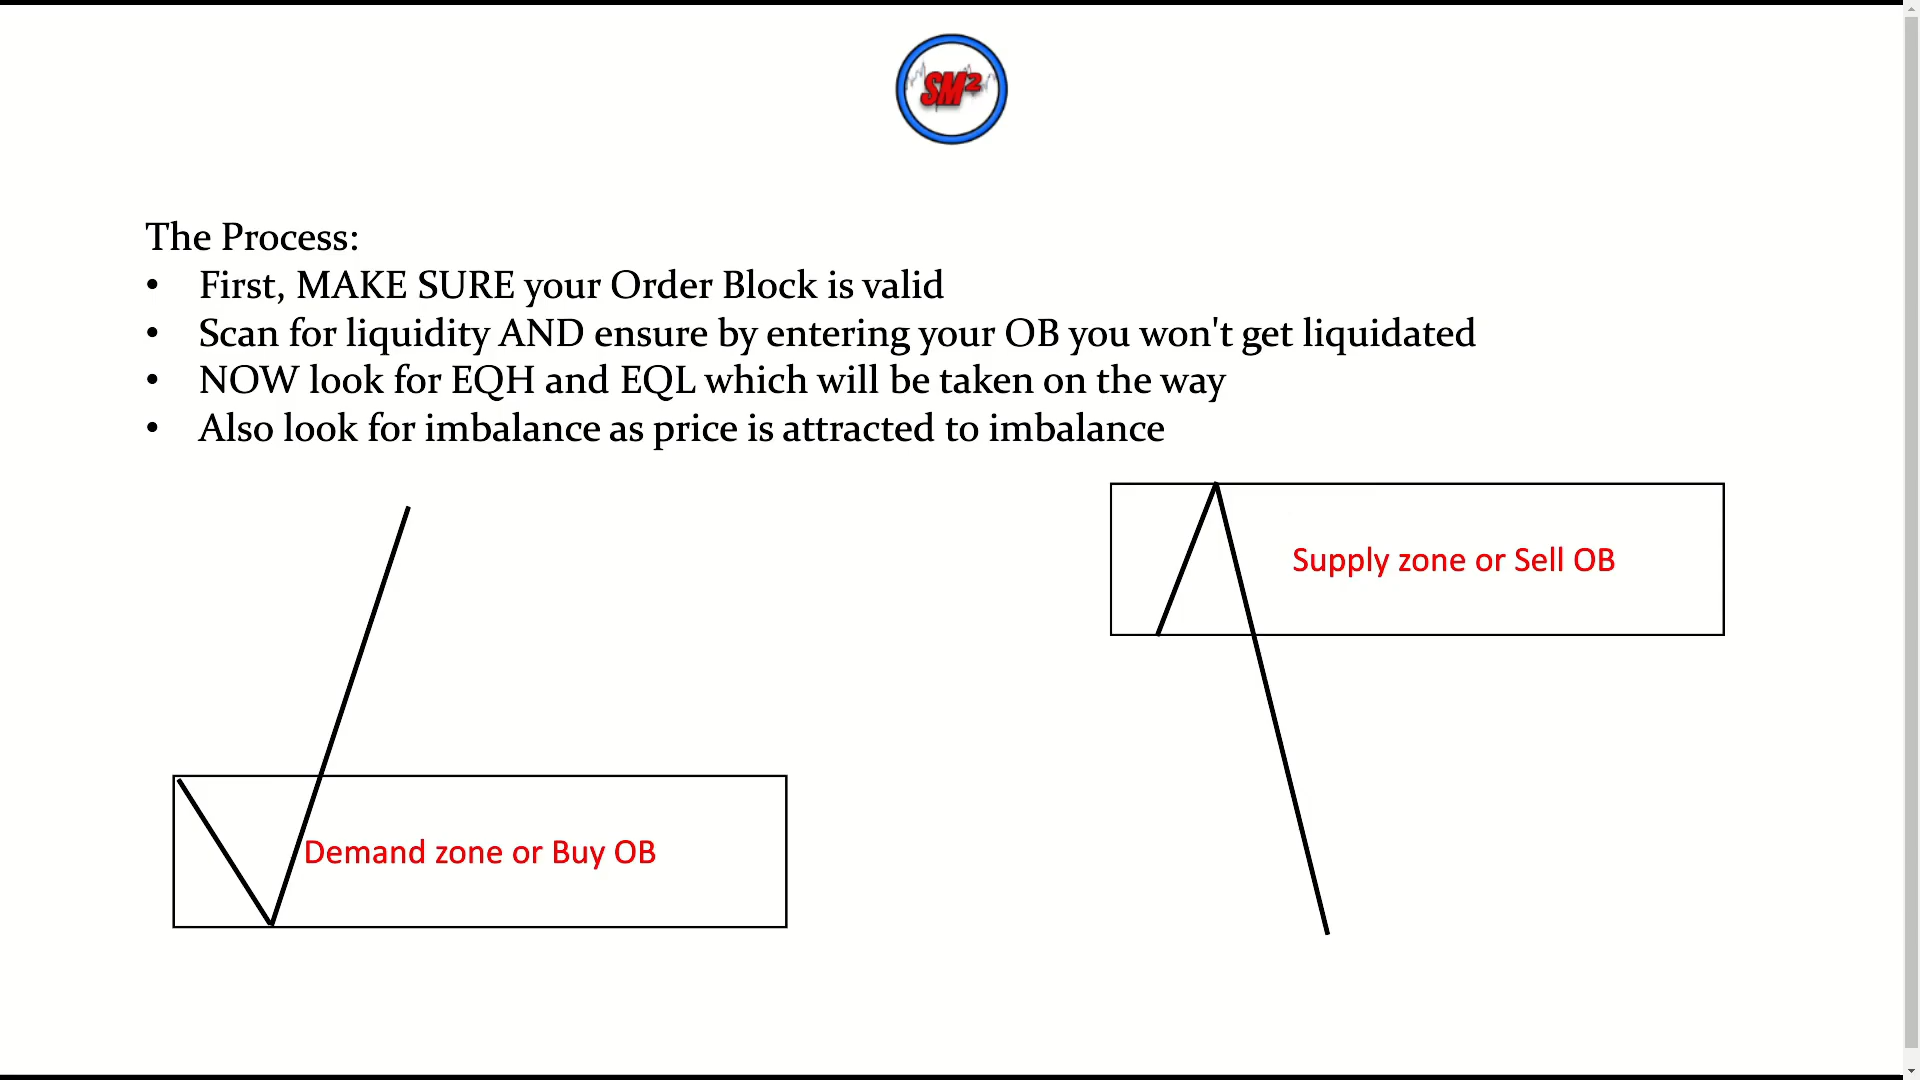 SM²
The Process:
• First, MAKE SURE your Order Block is valid
• Scan for liquidity AND ensure by entering your OB you won't get liquidated
• NOW look for EQH and EQL which will be taken on the way
• Also look for imbalance as price is attracted to imbalance
Supply zone or Sell OB
Demand zone or Buy OB